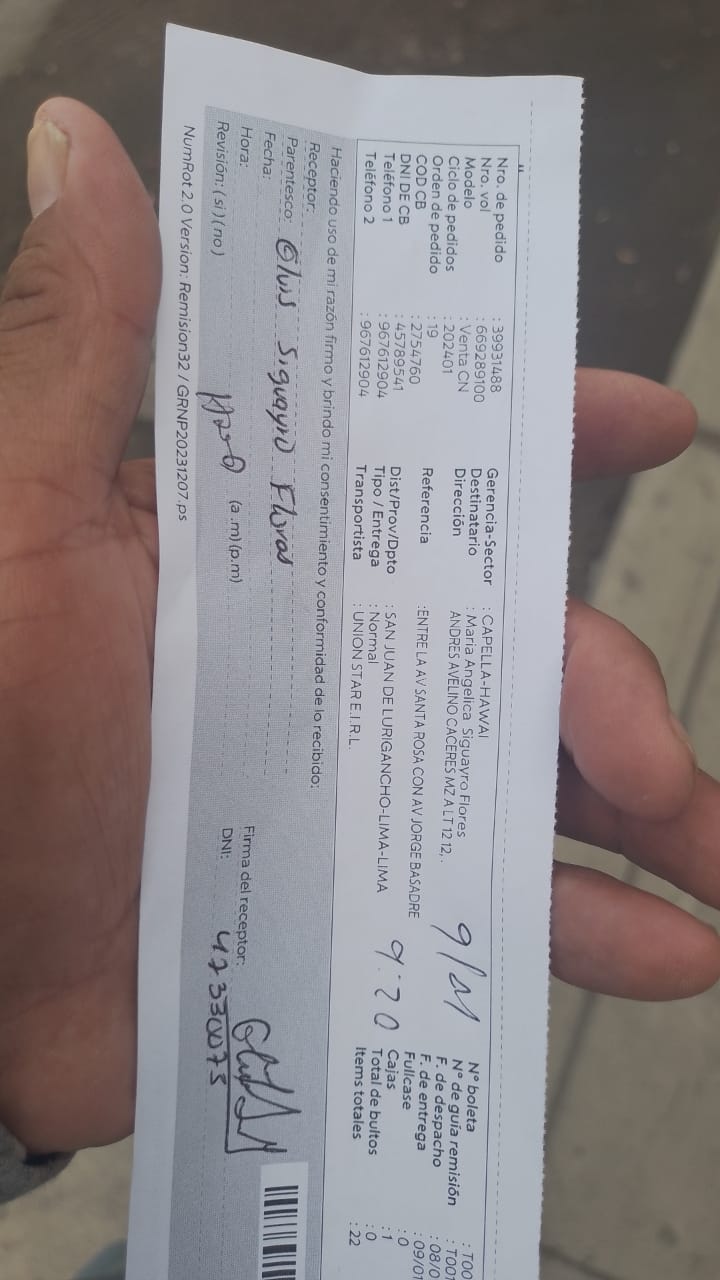 Nro. de pedido : 39931488
Nro. vol : 669289100
Modelo : Venta CN
Ciclo de pedidos : 202401
Orden de pedido : 19
COD CB : 2754760
DNI DE CB : 45789541
Teléfono 1 : 967612904
Teléfono 2 : 967612904
Gerencia-Sector : CAPELLA-HAWAI
Destinatario : Maria Angelica Siguayro Flores
Dirección ANDRES AVELINO CACERES MZ A LT 12 12,.
Referencia :ENTRE LA AV SANTA ROSA CON AV JORGE BASADRE
Dist/Prov/Dpto : SAN JUAN DE LURIGANCHO-LIMA-LIMA
Tipo / Entrega : Normal
Transportista : UNION STAR E.I.R.L.
9:20
N° boleta : T00
N° de guía remisión : T001
F. de despacho : 08/0
F. de entrega : 09/01
Fullcase : 0
Cajas : 1
Total de bultos : 0
Items totales : 22
Haciendo uso de mi razón firmo y brindo mi consentimiento y conformidad de lo recibido:
Receptor:
Parentesco: Siguayro Flores
Fecha:
Hora: (a.m)(p.m)
Revisión: (si) (no)
Firma del receptor:
DNI:
NumRot 2.0 Version: Remision32 / GRNP20231207.ps